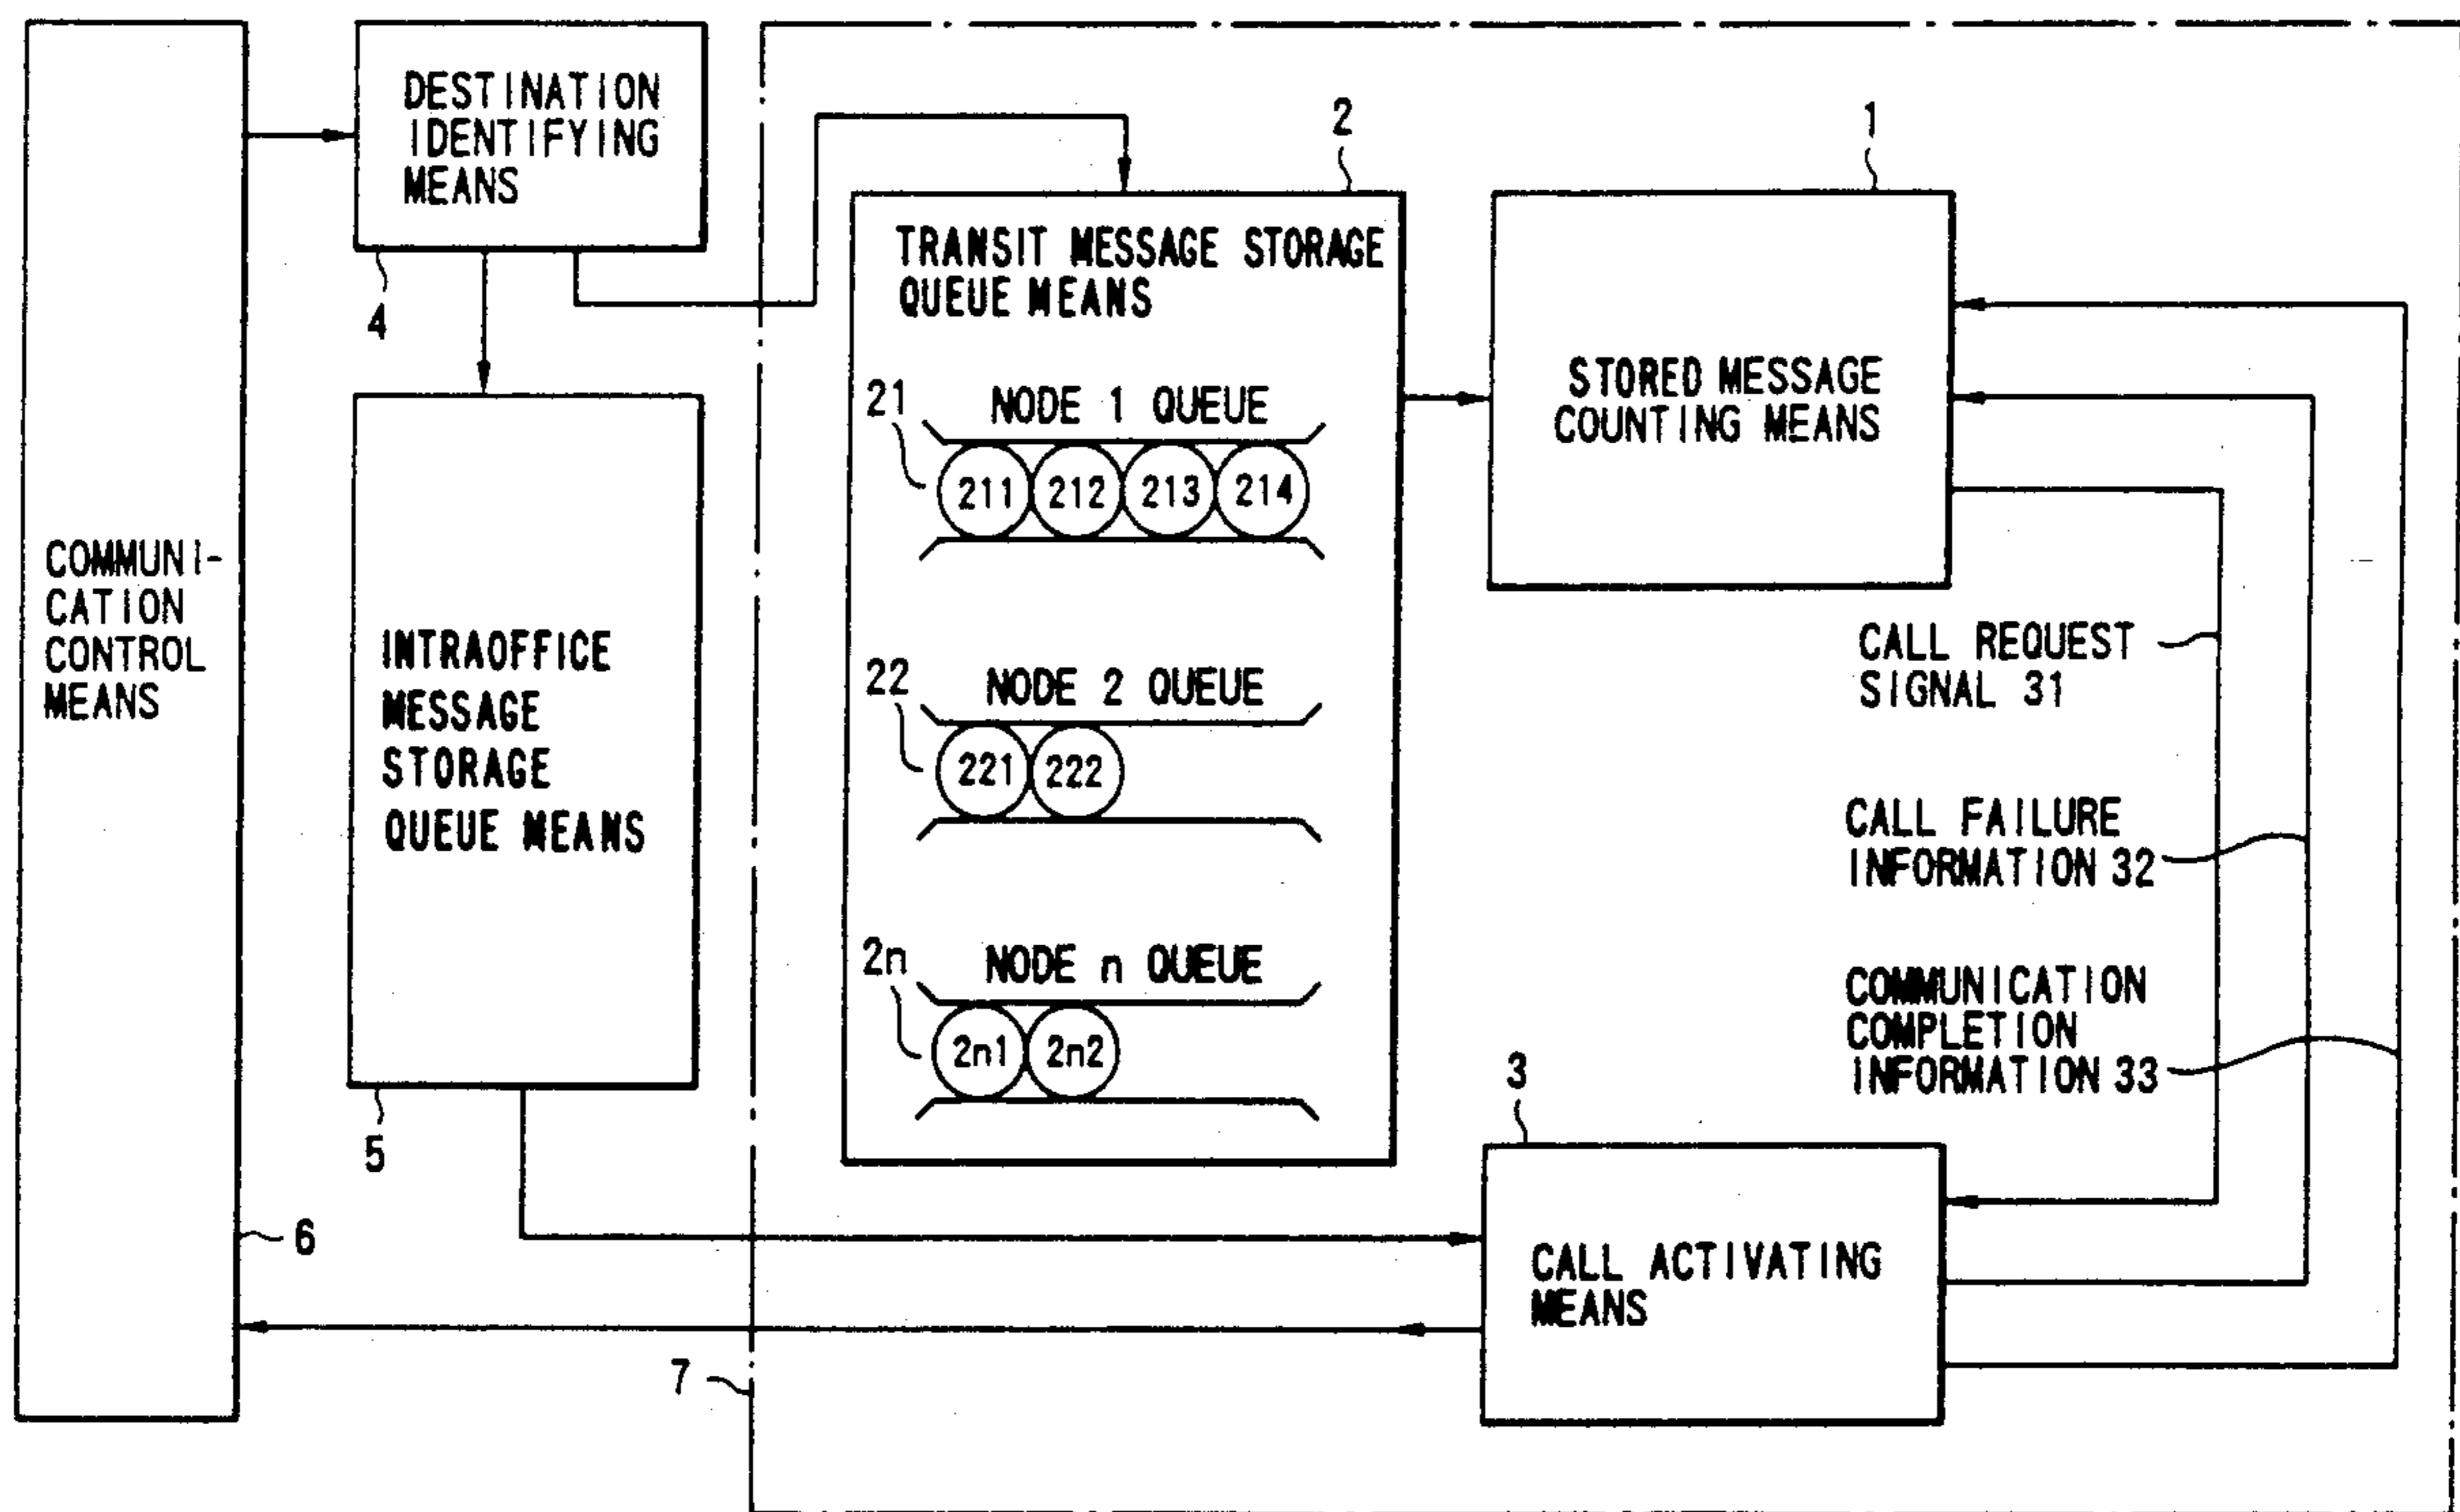 COMMUNI-
CATION
CONTROL
MEANS
6
DESTINATION
IDENTIFYING
MEANS
4
INTRAOFFICE
MESSAGE
STORAGE
QUEUE MEANS
5
7
2
TRANSIT MESSAGE STORAGE
QUEUE MEANS
21 NODE 1 QUEUE
211 212 213 214
22 NODE 2 QUEUE
221 222
2n NODE n QUEUE
2n1 2n2
1
STORED MESSAGE
COUNTING MEANS
CALL REQUEST
SIGNAL 31
CALL FAILURE
INFORMATION 32
COMMUNICATION
COMPLETION
INFORMATION 33
3
CALL ACTIVATING
MEANS